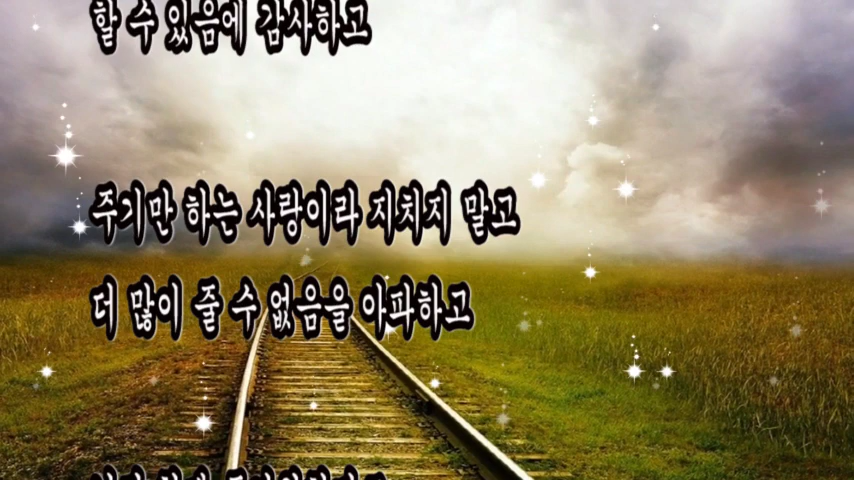 할 수 있음에 감사하고
주기만 하는 사랑이라 지치지 말고
더 많이 줄 수 없음을 아파하고